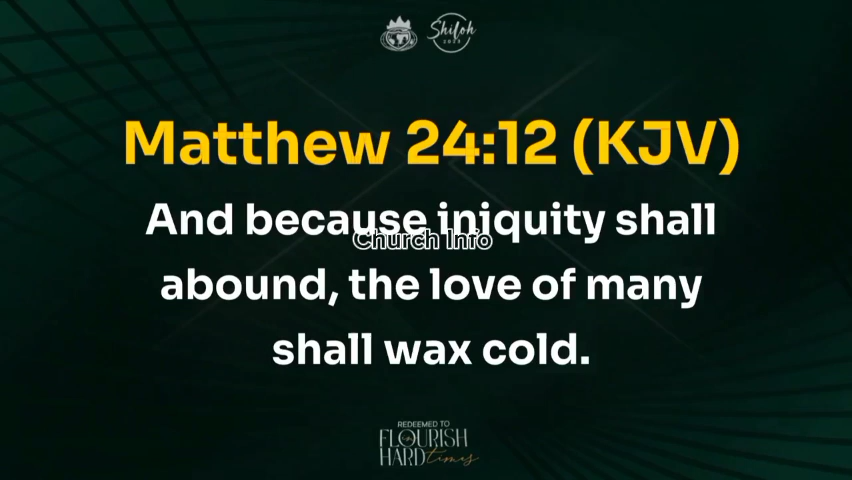 Shiloh
Matthew 24:12 (KJV)
And because iniquity shall
Church Info
abound, the love of many
shall wax cold.
REDEEMED TO
FLOURISH
in
HARD times